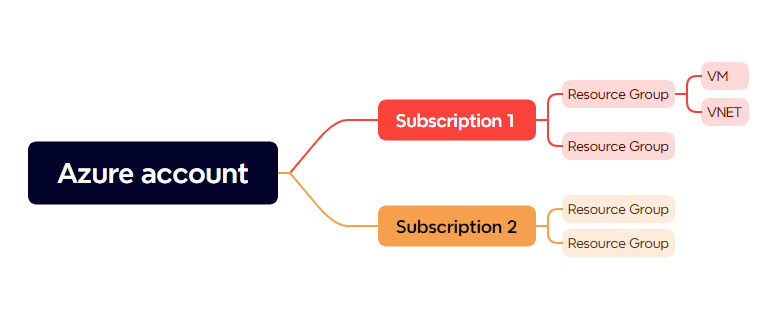 Azure account
Subscription 1
Resource Group
VM
VNET
Resource Group
Subscription 2
Resource Group
Resource Group